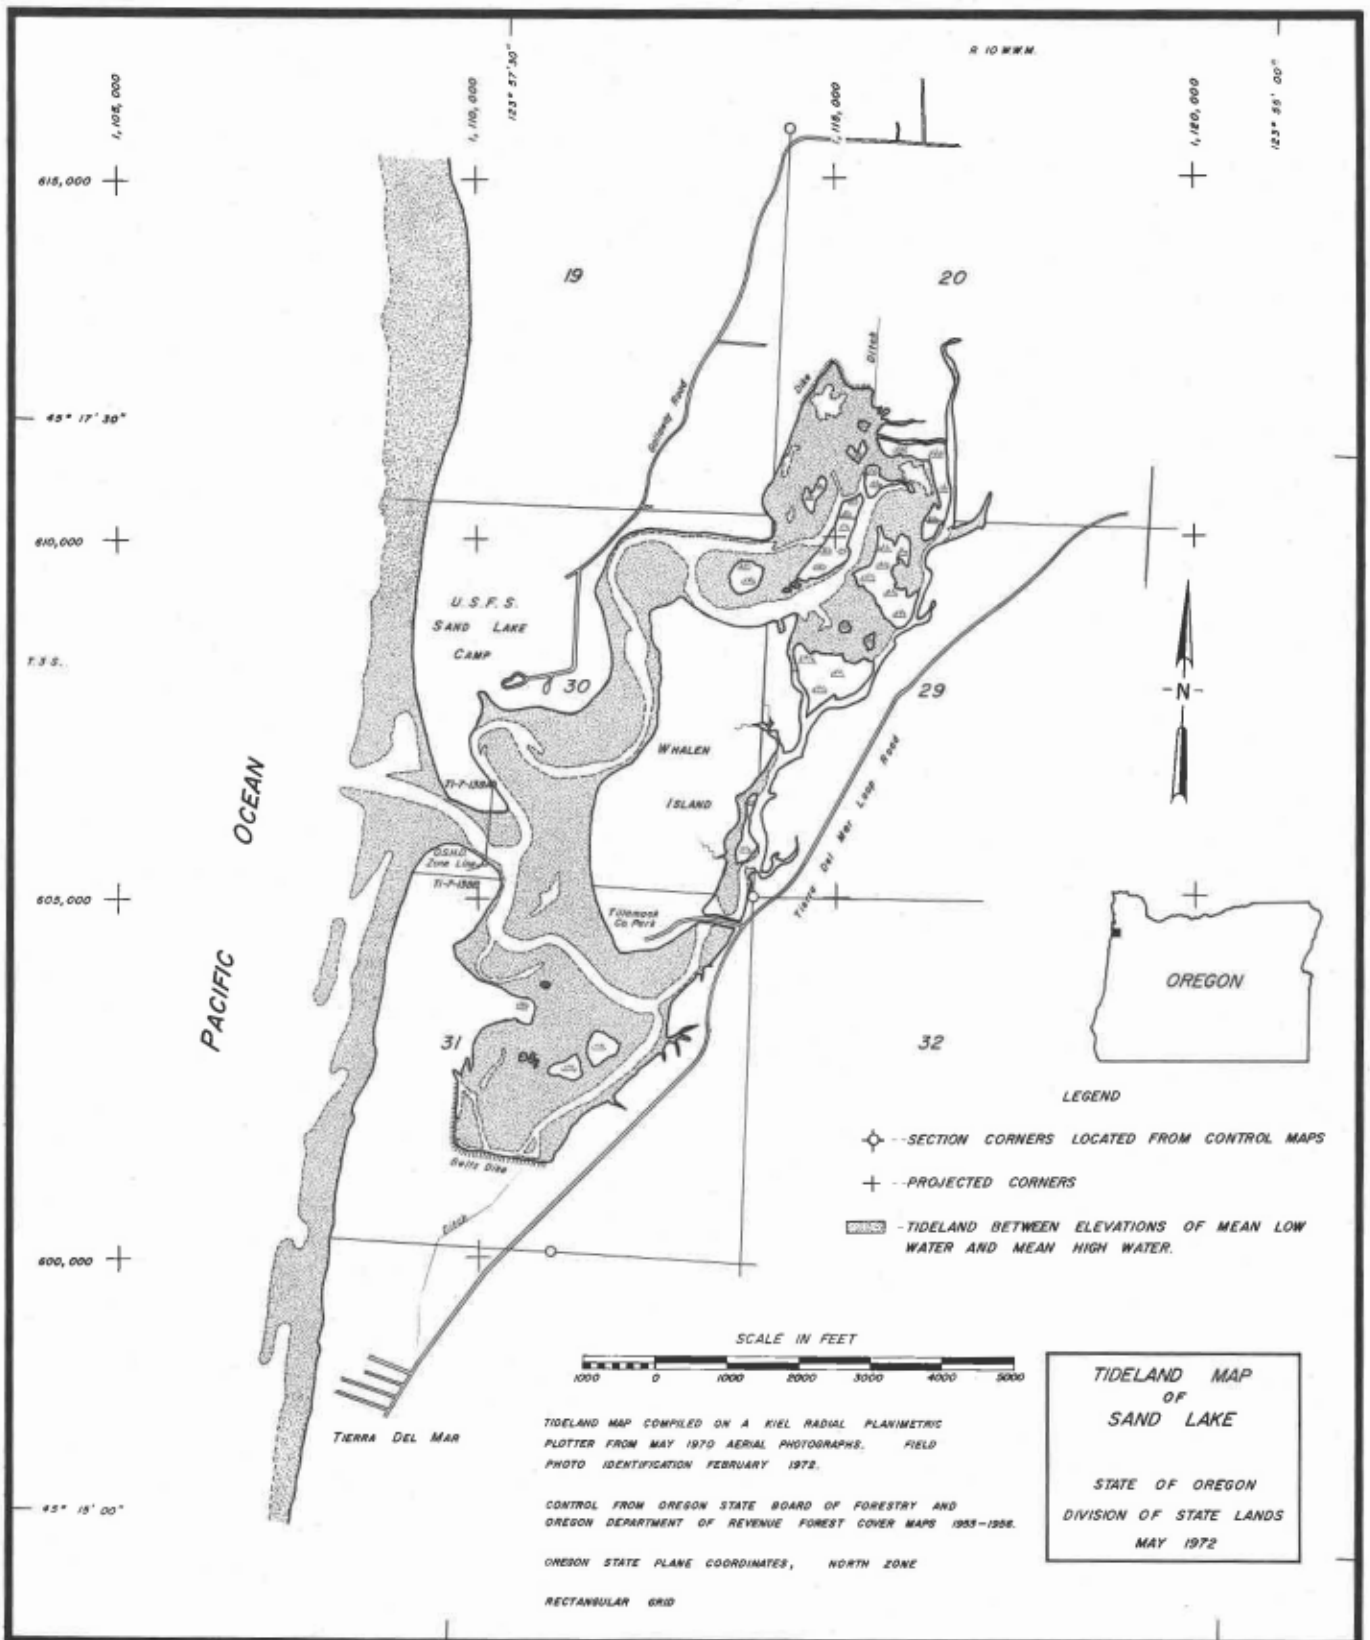 R 10 W.W.M.
1,105,000
1,110,000
123° 57' 30"
1,115,000
1,120,000
123° 55' 00"
615,000
19
20
Ditch
Dike
Galloway Road
45° 17' 30"
610,000
U.S.F.S.
SAND LAKE
CAMP
T. 3 S.
30
29
-N-
WHALEN
ISLAND
PACIFIC OCEAN
Tierra Del Mar Loop Road
O.S.H.D.
Zone Line
605,000
Tillamook
Co. Park
OREGON
31
32
LEGEND
--SECTION CORNERS LOCATED FROM CONTROL MAPS
--PROJECTED CORNERS
-TIDELAND BETWEEN ELEVATIONS OF MEAN LOW
WATER AND MEAN HIGH WATER.
Beltz Dike
Ditch
600,000
SCALE IN FEET
1000 0 1000 2000 3000 4000 5000
TIERRA DEL MAR
TIDELAND MAP COMPILED ON A KIEL RADIAL PLANIMETRIC
PLOTTER FROM MAY 1970 AERIAL PHOTOGRAPHS. FIELD
PHOTO IDENTIFICATION FEBRUARY 1972.
CONTROL FROM OREGON STATE BOARD OF FORESTRY AND
OREGON DEPARTMENT OF REVENUE FOREST COVER MAPS 1953-1956.
OREGON STATE PLANE COORDINATES, NORTH ZONE
RECTANGULAR GRID
45° 15' 00"
TIDELAND MAP
OF
SAND LAKE
STATE OF OREGON
DIVISION OF STATE LANDS
MAY 1972